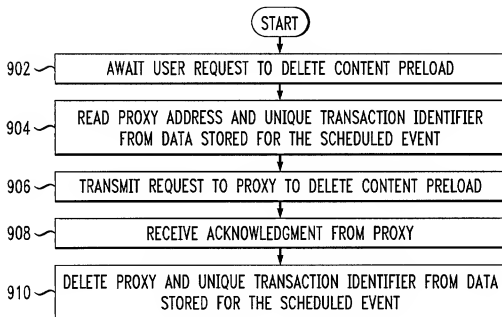 START
902
AWAIT USER REQUEST TO DELETE CONTENT PRELOAD
904
READ PROXY ADDRESS AND UNIQUE TRANSACTION IDENTIFIER
FROM DATA STORED FOR THE SCHEDULED EVENT
906
TRANSMIT REQUEST TO PROXY TO DELETE CONTENT PRELOAD
908
RECEIVE ACKNOWLEDGMENT FROM PROXY
910
DELETE PROXY AND UNIQUE TRANSACTION IDENTIFIER FROM DATA
STORED FOR THE SCHEDULED EVENT